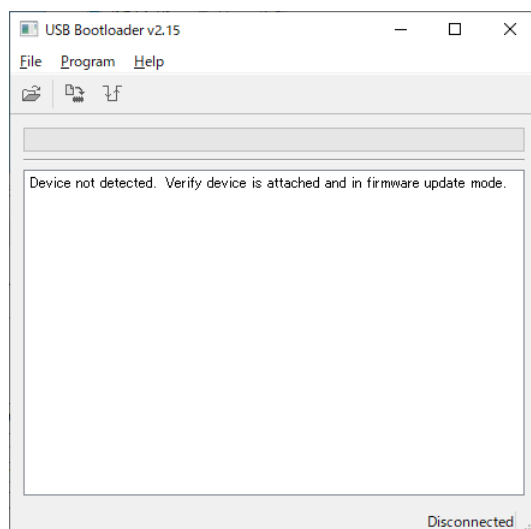 USB Bootloader v2.15
File Program Help
Device not detected. Verify device is attached and in firmware update mode.
Disconnected